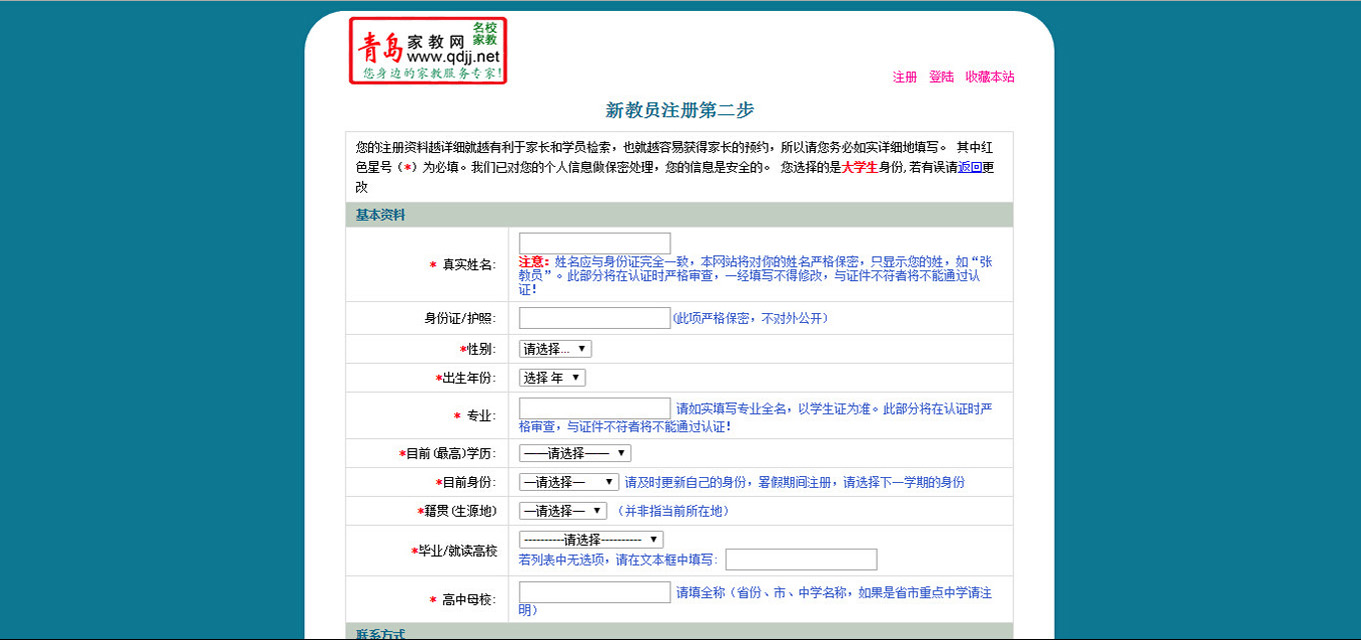 名校
家教
青岛家教网
www.qdjj.net
您身边的家教服务专家!
注册 登陆 收藏本站
新教员注册第二步
您的注册资料越详细就越有利于家长和学员检索，也就越容易获得家长的预约，所以请您务必如实详细地填写。 其中红
色星号（*）为必填。我们已对您的个人信息做保密处理，您的信息是安全的。 您选择的是大学生身份,若有误请返回更
改
基本资料
* 真实姓名:
注意：姓名应与身份证完全一致，本网站将对你的姓名严格保密，只显示您的姓，如“张
教员”。此部分将在认证时严格审查，一经填写不得修改，与证件不符者将不能通过认
证!
身份证/护照: (此项严格保密，不对外公开)
*性别: 请选择...
*出生年份: 选择 年
* 专业: 请如实填写专业全名，以学生证为准。此部分将在认证时严
格审查，与证件不符者将不能通过认证!
*目前(最高)学历: ——请选择——
*目前身份: —请选择— 请及时更新自己的身份，署假期间注册，请选择下一学期的身份
*籍贯(生源地) —请选择— （并非指当前所在地）
*毕业/就读高校 ----------请选择----------
若列表中无选项，请在文本框中填写:
* 高中母校: 请填全称（省份、市、中学名称，如果是省市重点中学请注
明）
联系方式